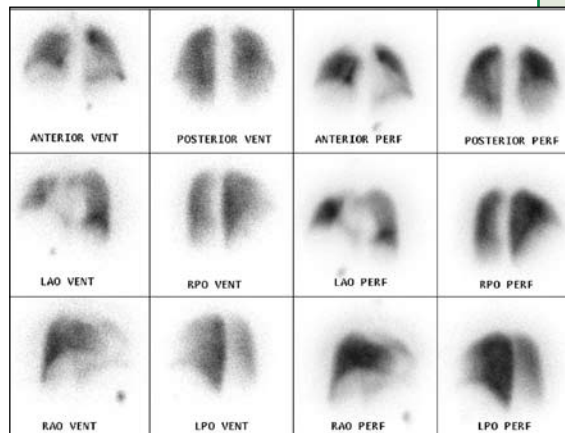 ANTERIOR VENT POSTERIOR VENT ANTERIOR PERF POSTERIOR PERF
LAO VENT RPO VENT LAO PERF RPO PERF
RAO VENT LPO VENT RAO PERF LPO PERF